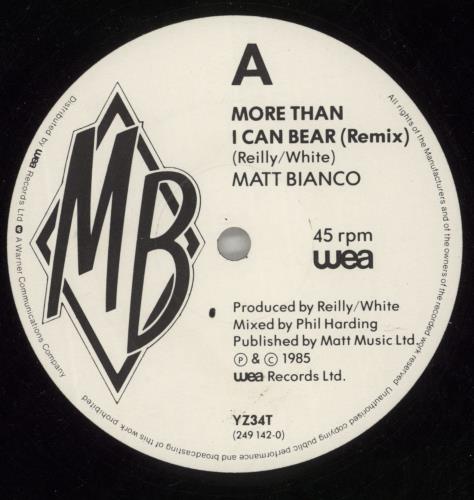 A
MORE THAN
I CAN BEAR (Remix)
(Reilly/White)
MATT BIANCO
MB
45 rpm
wea
Produced by Reilly/White
Mixed by Phil Harding
Published by Matt Music Ltd.
Ⓟ & © 1985
wea Records Ltd.
YZ34T
(249 142-0)
Distributed by wea Records Ltd. A Warner Communications Company
All rights of the Manufacturers and of the owners of the recorded work reserved. Unauthorised copying public performance and broadcasting of this work prohibited